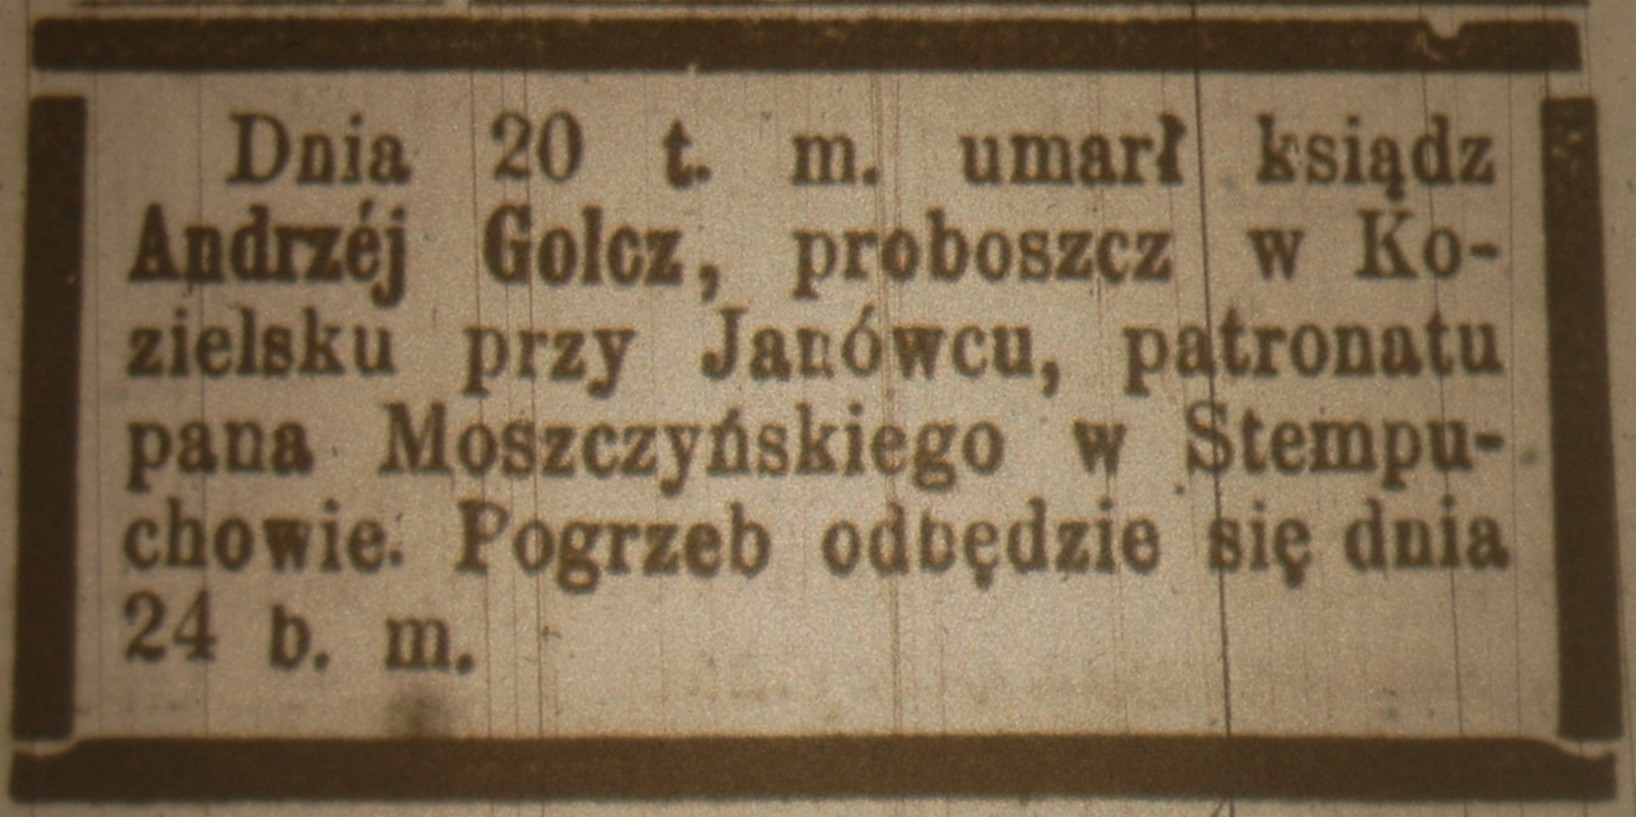 Dnia 20 t. m. umarł ksiądz
Andrzéj Golcz, proboszcz w Ko-
zielsku przy Janówcu, patronatu
pana Moszczyńskiego w Stempu-
chowie. Pogrzeb odbędzie się dnia
24 b. m.